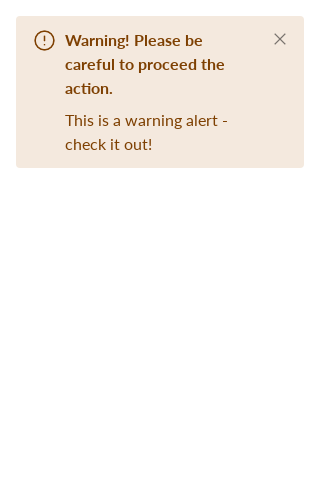 Warning! Please be
careful to proceed the
action.
This is a warning alert -
check it out!